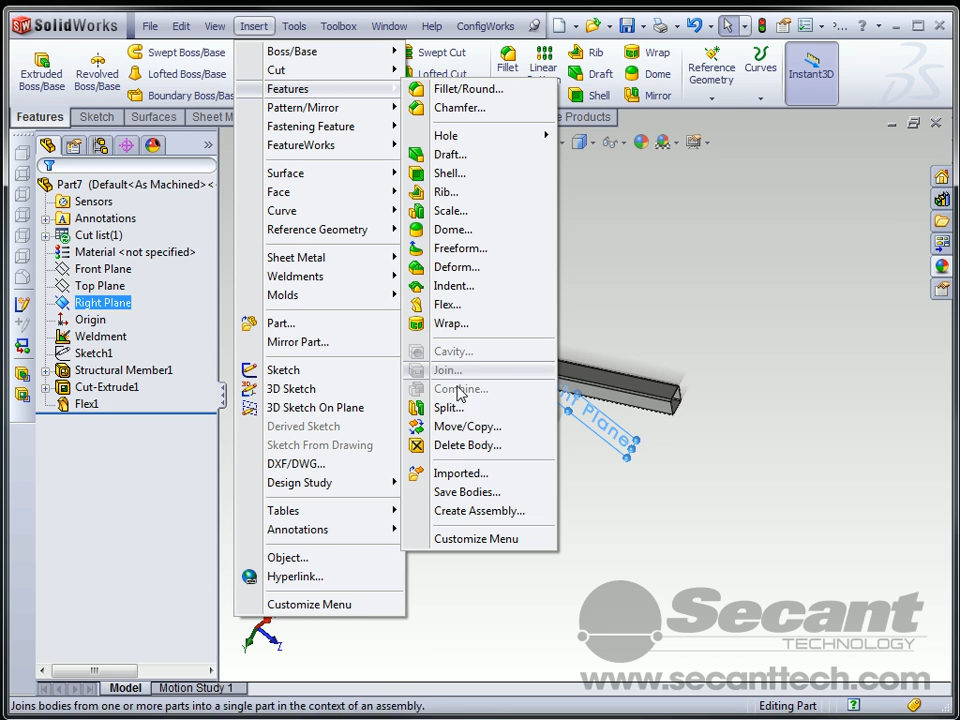 SolidWorks
File
Edit
View
Insert
Tools
Toolbox
Window
Help
ConfigWorks
Extruded
Boss/Base
Revolved
Boss/Base
Swept Boss/Base
Lofted Boss/Base
Boundary Boss/Bas
Swept Cut
Lofted Cut
Fillet
Linear
Rib
Draft
Shell
Wrap
Dome
Mirror
Reference
Geometry
Curves
Instant3D
Features
Sketch
Surfaces
Sheet M
e Products
Part7 (Default<As Machined><
Sensors
Annotations
Cut list(1)
Material <not specified>
Front Plane
Top Plane
Right Plane
Origin
Weldment
Sketch1
Structural Member1
Cut-Extrude1
Flex1
Boss/Base
Cut
Features
Pattern/Mirror
Fastening Feature
FeatureWorks
Surface
Face
Curve
Reference Geometry
Sheet Metal
Weldments
Molds
Part...
Mirror Part...
Sketch
3D Sketch
3D Sketch On Plane
Derived Sketch
Sketch From Drawing
DXF/DWG...
Design Study
Tables
Annotations
Object...
Hyperlink...
Customize Menu
Fillet/Round...
Chamfer...
Hole
Draft...
Shell...
Rib...
Scale...
Dome...
Freeform...
Deform...
Indent...
Flex...
Wrap...
Cavity...
Join...
Combine...
Split...
Move/Copy...
Delete Body...
Imported...
Save Bodies...
Create Assembly...
Customize Menu
ht Plane
Z
Secant
TECHNOLOGY
www.secanttech.com
Model
Motion Study 1
Joins bodies from one or more parts into a single part in the context of an assembly.
Editing Part